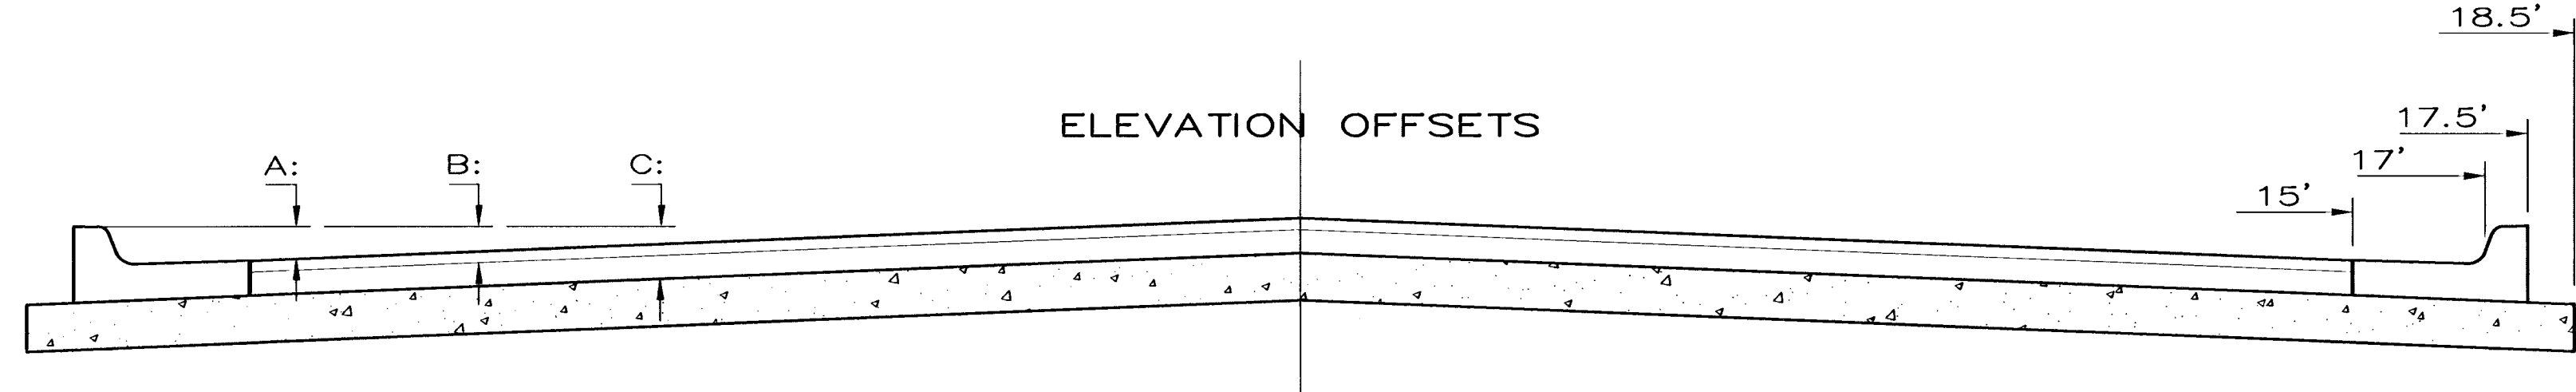 18.5'
ELEVATION OFFSETS
17.5'
A:
B:
C:
17'
15'